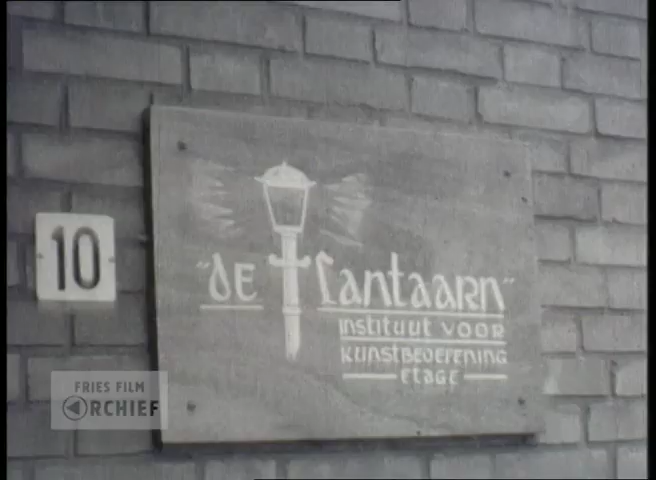 10
"de Lantaarn"
INSTITUUT VOOR
KUNSTBEOEFENING
ETAGE
FRIES FILM
ARCHIEF